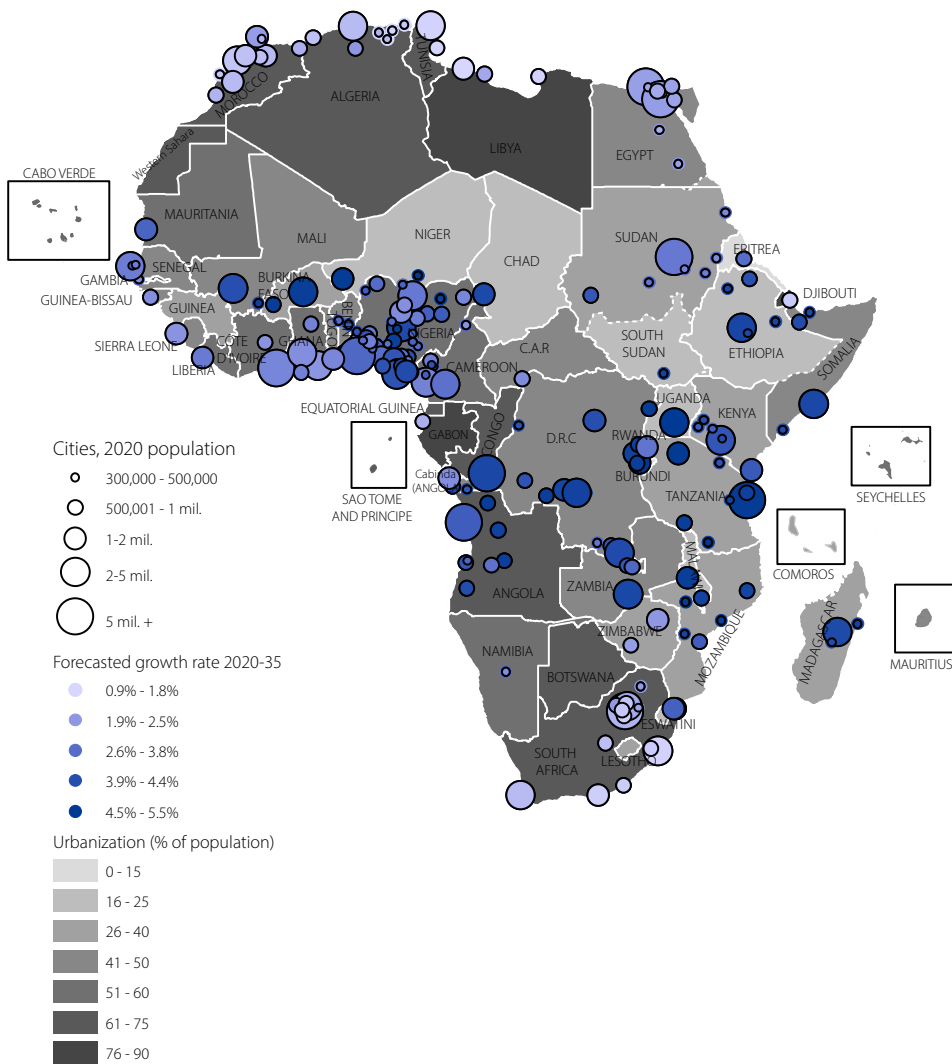 CABO VERDE
MOROCCO
TUNISIA
ALGERIA
LIBYA
EGYPT
Western Sahara
MAURITANIA
MALI
NIGER
CHAD
SUDAN
ERITREA
DJIBOUTI
SENEGAL
GAMBIA
GUINEA-BISSAU
GUINEA
SIERRA LEONE
LIBERIA
COTE
D'IVOIRE
BURKINA
FASO
GHANA
TOGO
BENIN
NIGERIA
CAMEROON
C.A.R
SOUTH
SUDAN
ETHIOPIA
SOMALIA
EQUATORIAL GUINEA
GABON
CONGO
D.R.C
UGANDA
KENYA
RWANDA
BURUNDI
TANZANIA
Cabinda
(ANGOLA)
SAO TOME
AND PRINCIPE
SEYCHELLES
COMOROS
ANGOLA
ZAMBIA
MALAWI
MOZAMBIQUE
ZIMBABWE
MADAGASCAR
MAURITIUS
NAMIBIA
BOTSWANA
ESWATINI
LESOTHO
SOUTH
AFRICA
Cities, 2020 population
300,000 - 500,000
500,001 - 1 mil.
1-2 mil.
2-5 mil.
5 mil. +
Forecasted growth rate 2020-35
0.9% - 1.8%
1.9% - 2.5%
2.6% - 3.8%
3.9% - 4.4%
4.5% - 5.5%
Urbanization (% of population)
0 - 15
16 - 25
26 - 40
41 - 50
51 - 60
61 - 75
76 - 90